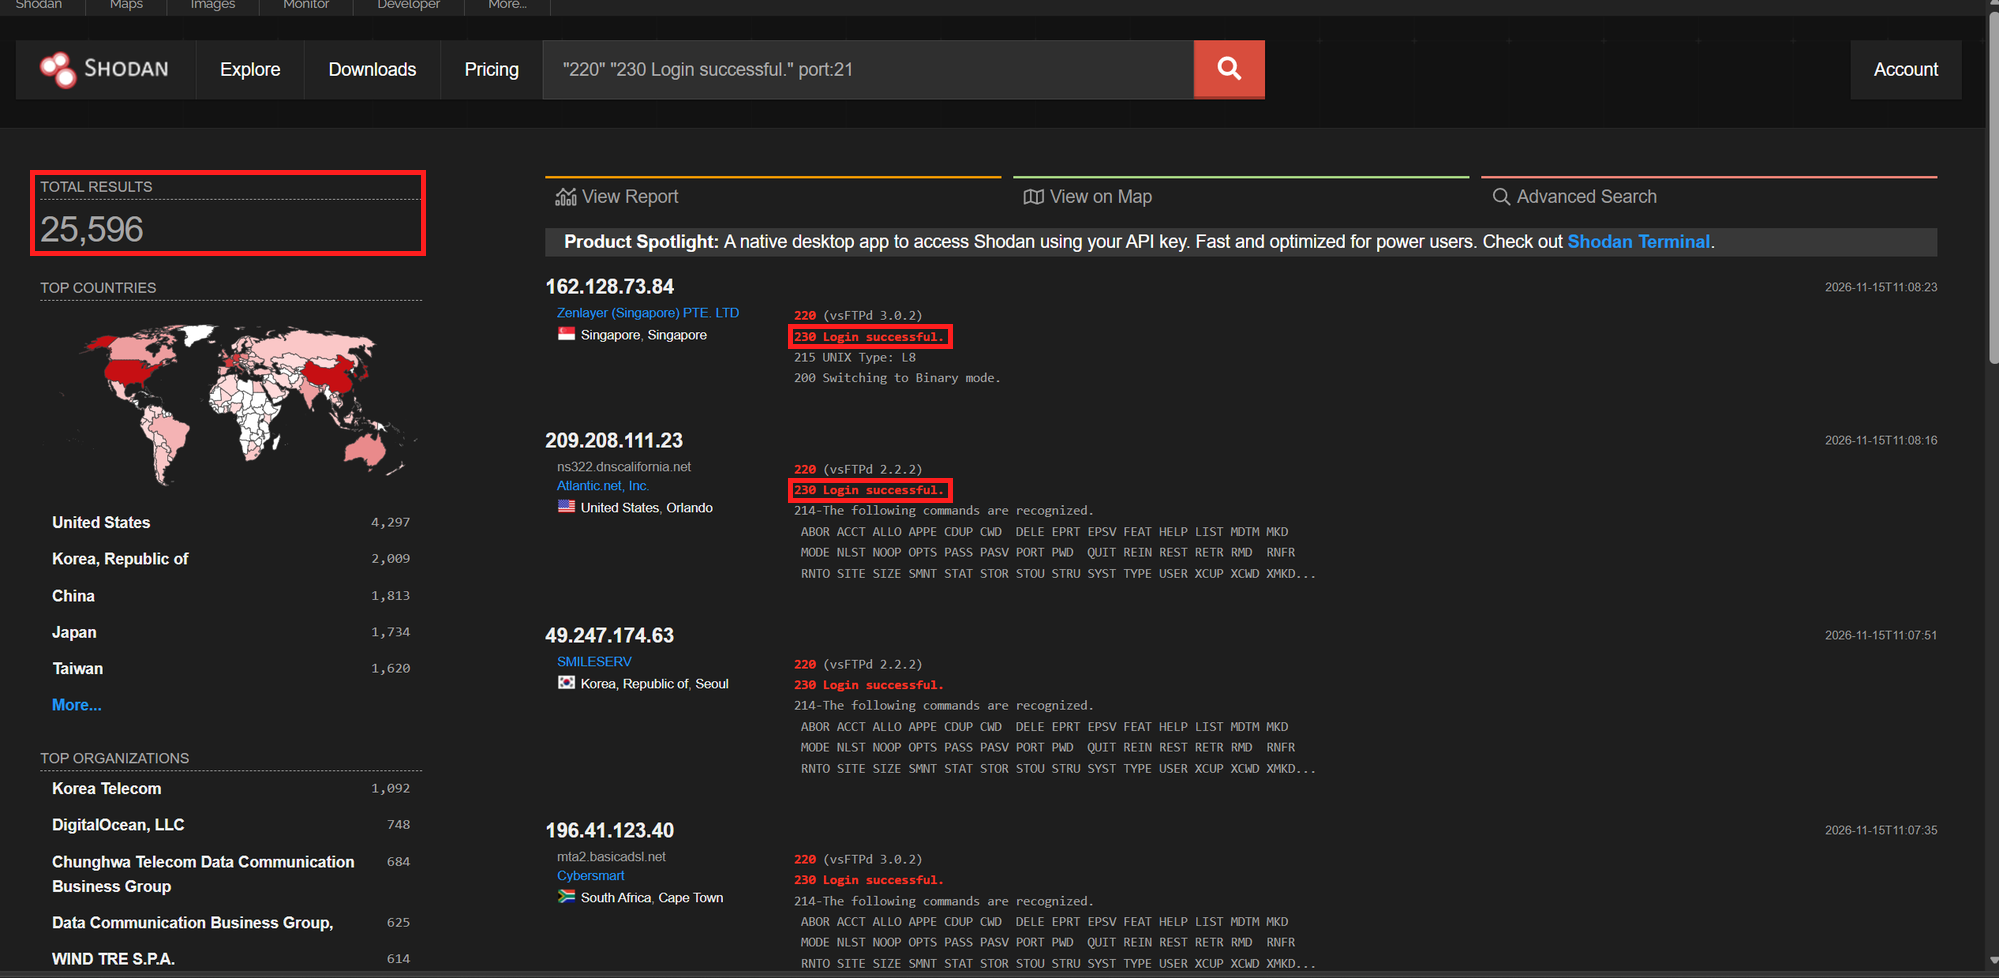 Shodan Maps Images Monitor Developer More...
SHODAN Explore Downloads Pricing "220" "230 Login successful." port:21 Account
TOTAL RESULTS
25,596
TOP COUNTRIES
United States 4,297
Korea, Republic of 2,009
China 1,813
Japan 1,734
Taiwan 1,620
More...
TOP ORGANIZATIONS
Korea Telecom 1,092
DigitalOcean, LLC 748
Chunghwa Telecom Data Communication 684
Business Group
Data Communication Business Group, 625
WIND TRE S.P.A. 614
View Report View on Map Advanced Search
Product Spotlight: A native desktop app to access Shodan using your API key. Fast and optimized for power users. Check out Shodan Terminal.
162.128.73.84 2026-11-15T11:08:23
Zenlayer (Singapore) PTE. LTD
Singapore, Singapore
220 (vsFTPd 3.0.2)
230 Login successful.
215 UNIX Type: L8
200 Switching to Binary mode.
209.208.111.23 2026-11-15T11:08:16
ns322.dnscalifornia.net
Atlantic.net, Inc.
United States, Orlando
220 (vsFTPd 2.2.2)
230 Login successful.
214-The following commands are recognized.
ABOR ACCT ALLO APPE CDUP CWD DELE EPRT EPSV FEAT HELP LIST MDTM MKD
MODE NLST NOOP OPTS PASS PASV PORT PWD QUIT REIN REST RETR RMD RNFR
RNTO SITE SIZE SMNT STAT STOR STOU STRU SYST TYPE USER XCUP XCWD XMKD...
49.247.174.63 2026-11-15T11:07:51
SMILESERV
Korea, Republic of, Seoul
220 (vsFTPd 2.2.2)
230 Login successful.
214-The following commands are recognized.
ABOR ACCT ALLO APPE CDUP CWD DELE EPRT EPSV FEAT HELP LIST MDTM MKD
MODE NLST NOOP OPTS PASS PASV PORT PWD QUIT REIN REST RETR RMD RNFR
RNTO SITE SIZE SMNT STAT STOR STOU STRU SYST TYPE USER XCUP XCWD XMKD...
196.41.123.40 2026-11-15T11:07:35
mta2.basicadsl.net
Cybersmart
South Africa, Cape Town
220 (vsFTPd 3.0.2)
230 Login successful.
214-The following commands are recognized.
ABOR ACCT ALLO APPE CDUP CWD DELE EPRT EPSV FEAT HELP LIST MDTM MKD
MODE NLST NOOP OPTS PASS PASV PORT PWD QUIT REIN REST RETR RMD RNFR
RNTO SITE SIZE SMNT STAT STOR STOU STRU SYST TYPE USER XCUP XCWD XMKD...